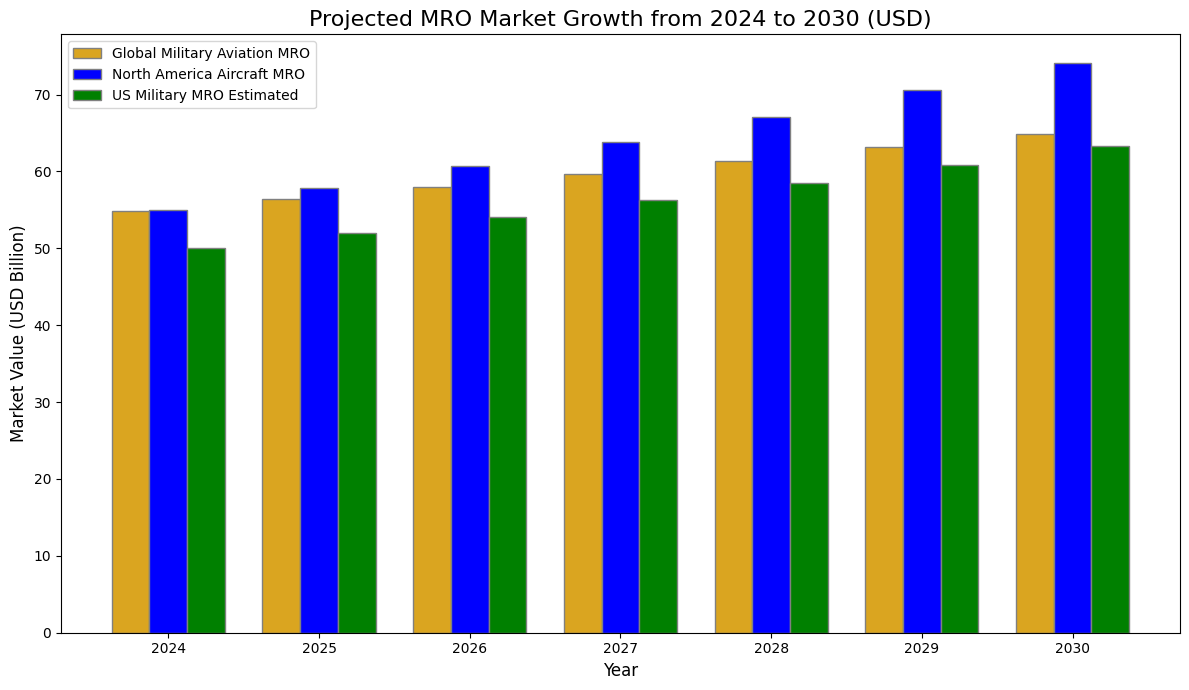 Projected MRO Market Growth from 2024 to 2030 (USD)
Global Military Aviation MRO
North America Aircraft MRO
US Military MRO Estimated
Market Value (USD Billion)
70
60
50
40
30
20
10
0
2024 2025 2026 2027 2028 2029 2030
Year